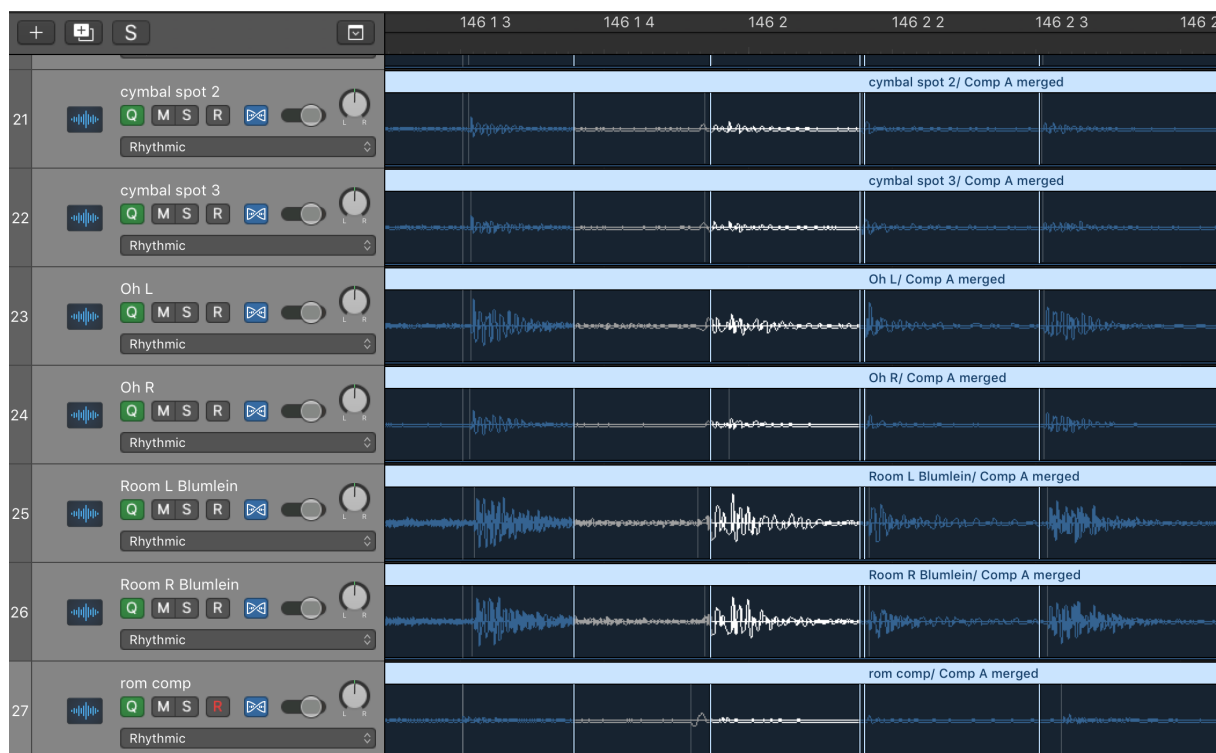 S
146 1 3 146 1 4 146 2 146 2 2 146 2 3 146 2
21
cymbal spot 2
Q M S R
L R
Rhythmic
cymbal spot 2/ Comp A merged
22
cymbal spot 3
Q M S R
L R
Rhythmic
cymbal spot 3/ Comp A merged
23
Oh L
Q M S R
L R
Rhythmic
Oh L/ Comp A merged
24
Oh R
Q M S R
L R
Rhythmic
Oh R/ Comp A merged
25
Room L Blumlein
Q M S R
L R
Rhythmic
Room L Blumlein/ Comp A merged
26
Room R Blumlein
Q M S R
L R
Rhythmic
Room R Blumlein/ Comp A merged
27
rom comp
Q M S R
L R
Rhythmic
rom comp/ Comp A merged